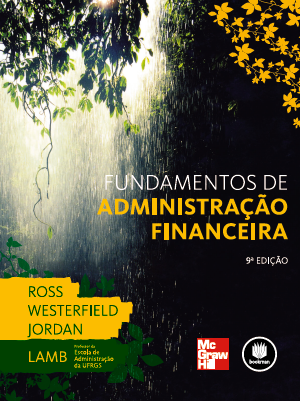 FUNDAMENTOS DE
ADMINISTRAÇÃO
FINANCEIRA
9ª EDIÇÃO
ROSS
WESTERFIELD
JORDAN
LAMB
Professor da
Escola de
Administração
da UFRGS
Mc
Graw
Hill
bookman